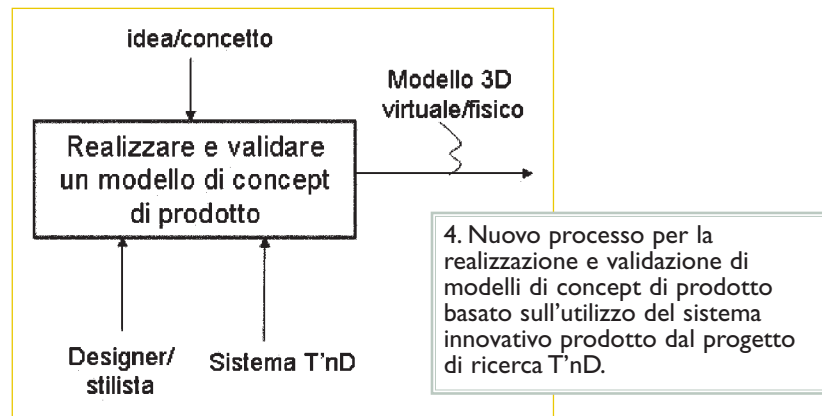 idea/concetto
Modello 3D
virtuale/fisico
Realizzare e validare
un modello di concept
di prodotto
Designer/
stilista
Sistema T'nD
4. Nuovo processo per la
realizzazione e validazione di
modelli di concept di prodotto
basato sull'utilizzo del sistema
innovativo prodotto dal progetto
di ricerca T'nD.